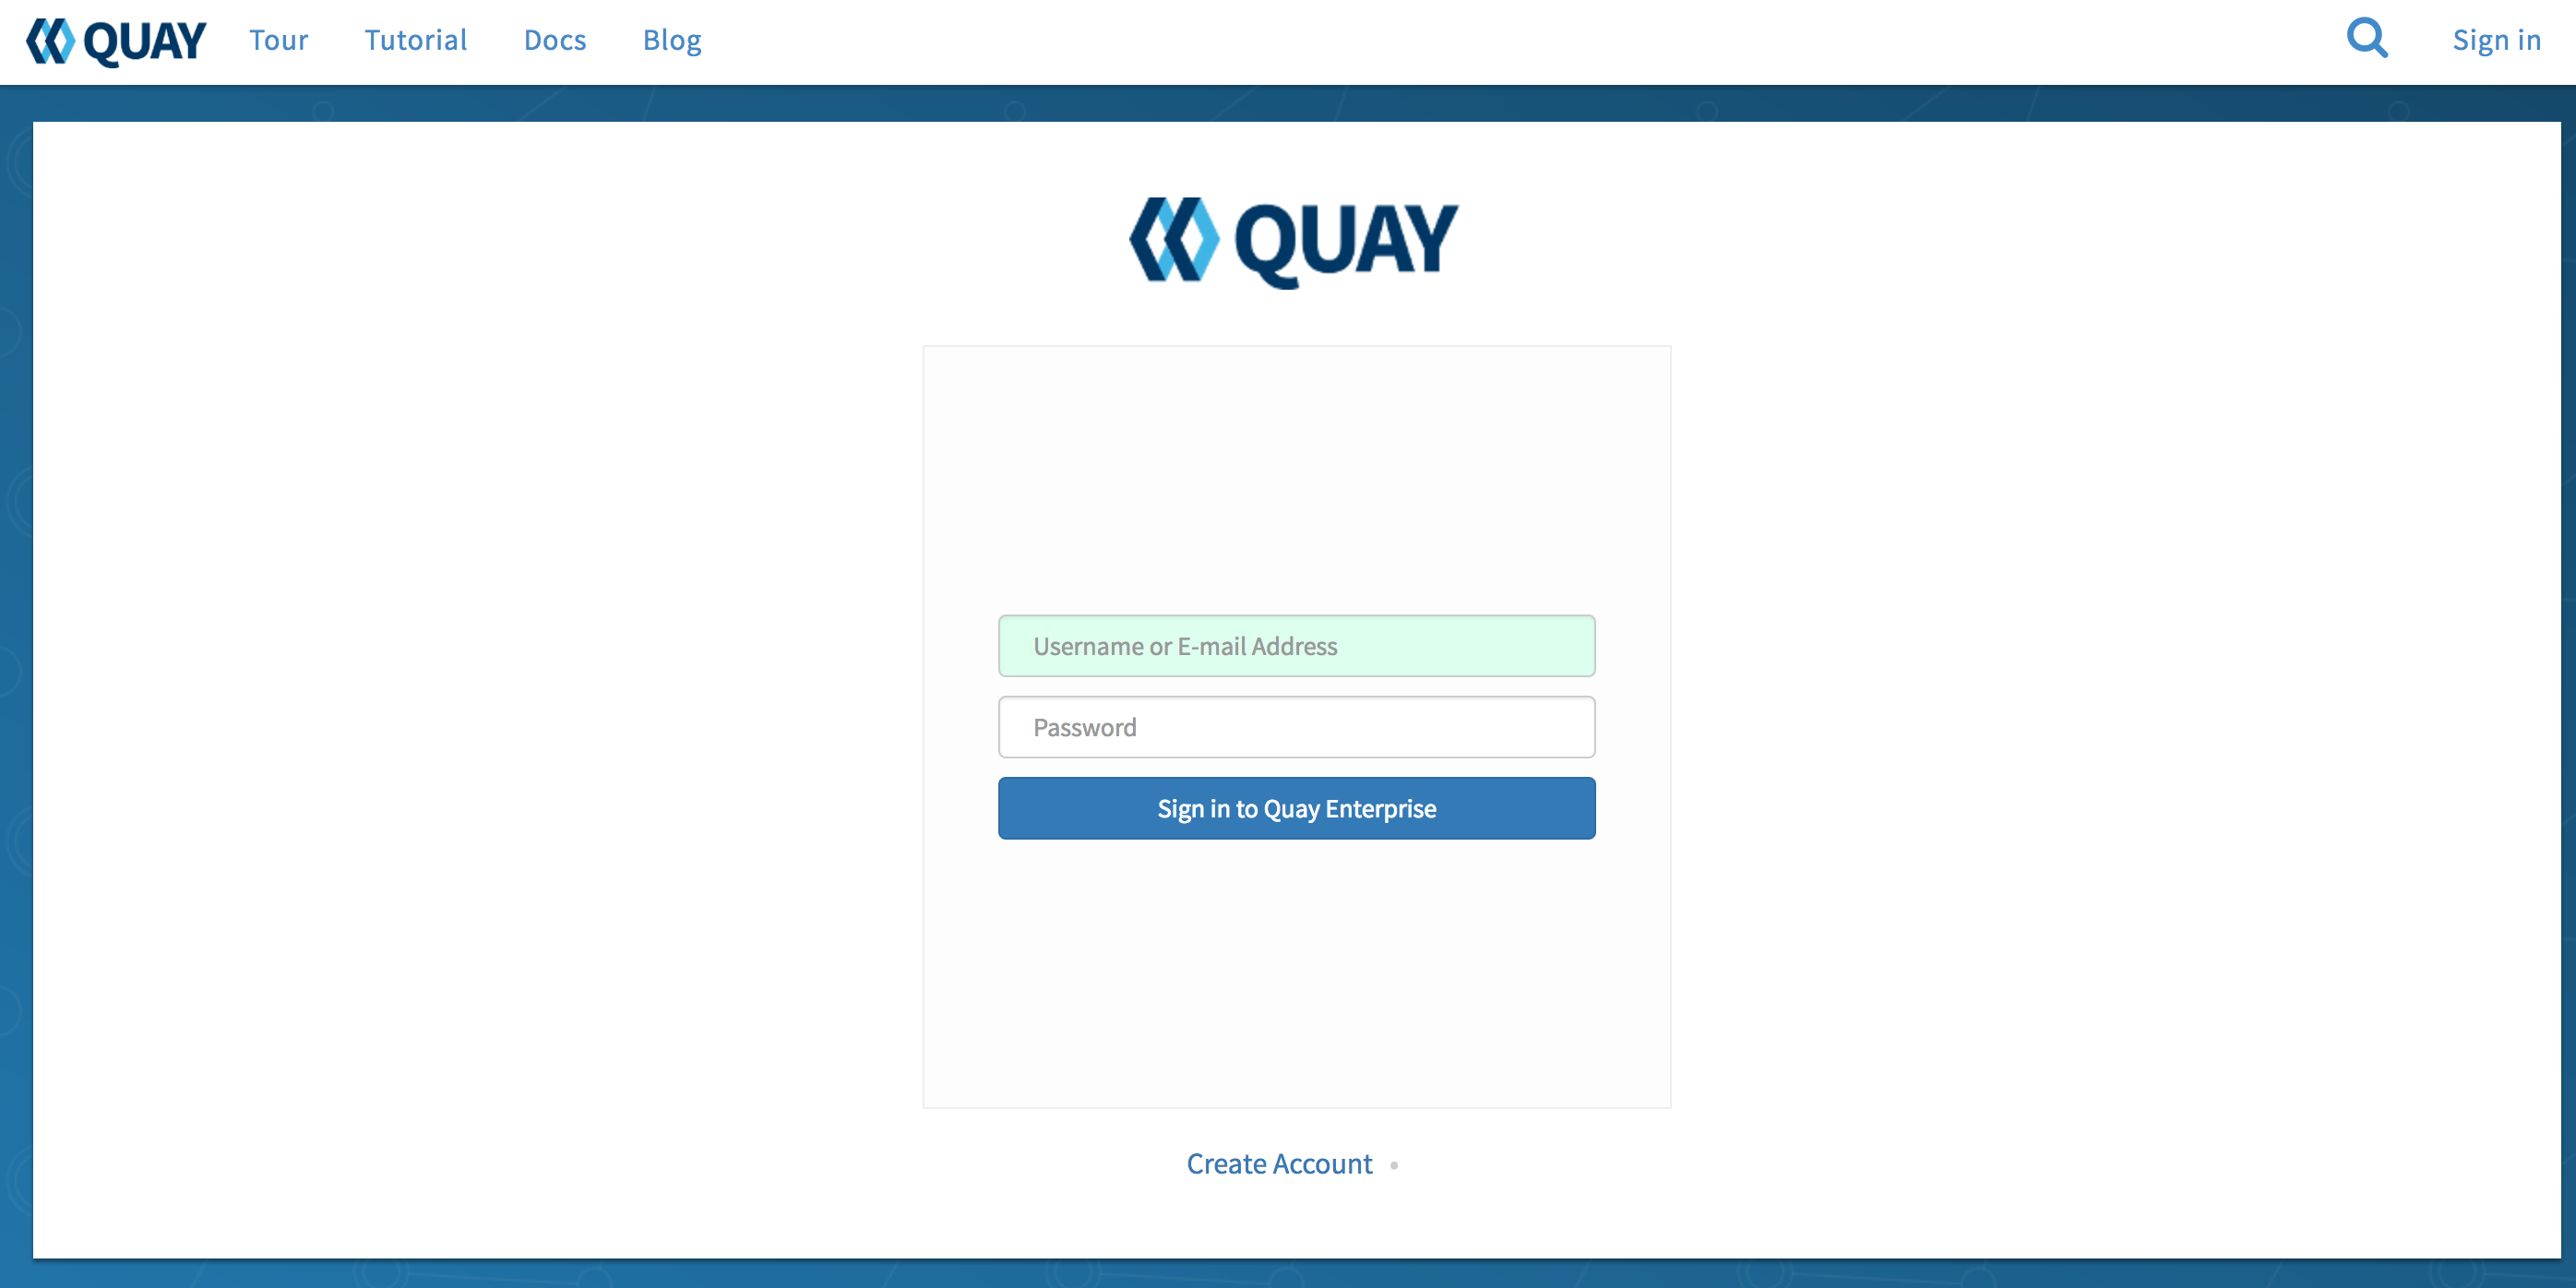 QUAY Tour Tutorial Docs Blog Sign in
QUAY
Username or E-mail Address
Password
Sign in to Quay Enterprise
Create Account •